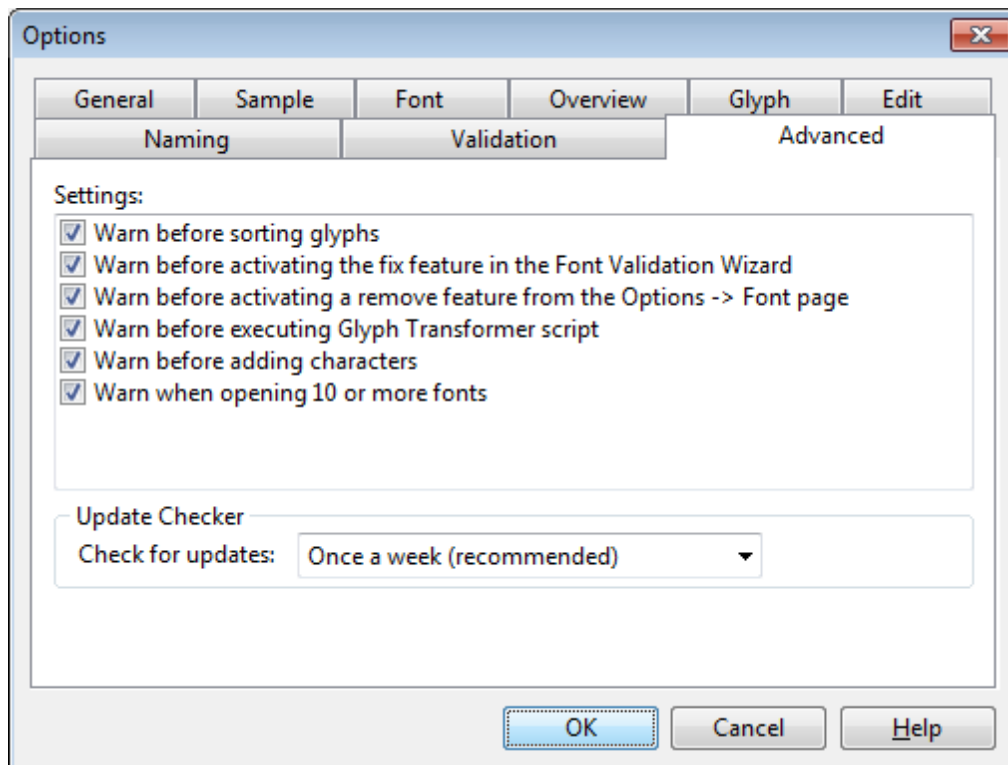 Options
General Sample Font Overview Glyph Edit
Naming Validation Advanced
Settings:
Warn before sorting glyphs
Warn before activating the fix feature in the Font Validation Wizard
Warn before activating a remove feature from the Options -> Font page
Warn before executing Glyph Transformer script
Warn before adding characters
Warn when opening 10 or more fonts
Update Checker
Check for updates: Once a week (recommended)
OK Cancel Help